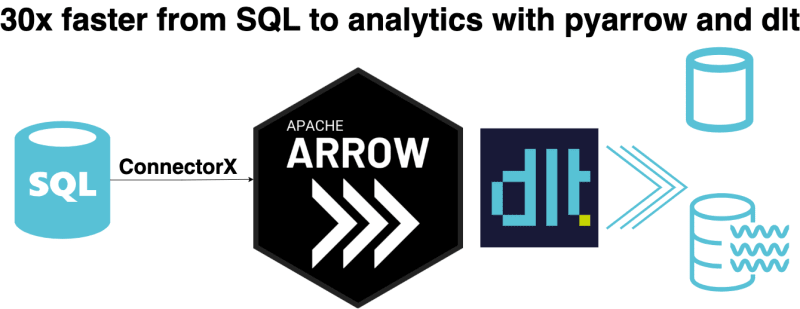 30x faster from SQL to analytics with pyarrow and dlt
SQL
ConnectorX
APACHE
ARROW
dlt